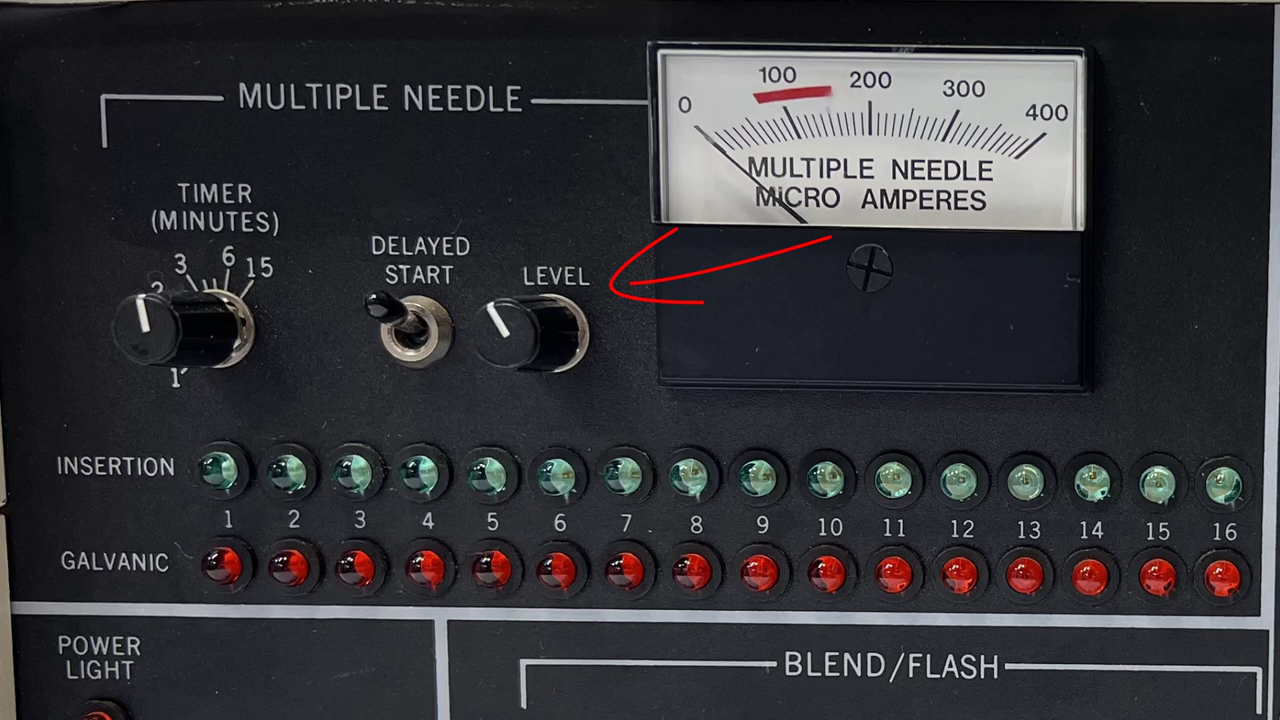 MULTIPLE NEEDLE
0 100 200 300 400
MULTIPLE NEEDLE
MICRO AMPERES
TIMER
(MINUTES)
1 2 3 6 15
DELAYED
START
LEVEL
INSERTION
1 2 3 4 5 6 7 8 9 10 11 12 13 14 15 16
GALVANIC
POWER
LIGHT
BLEND/FLASH